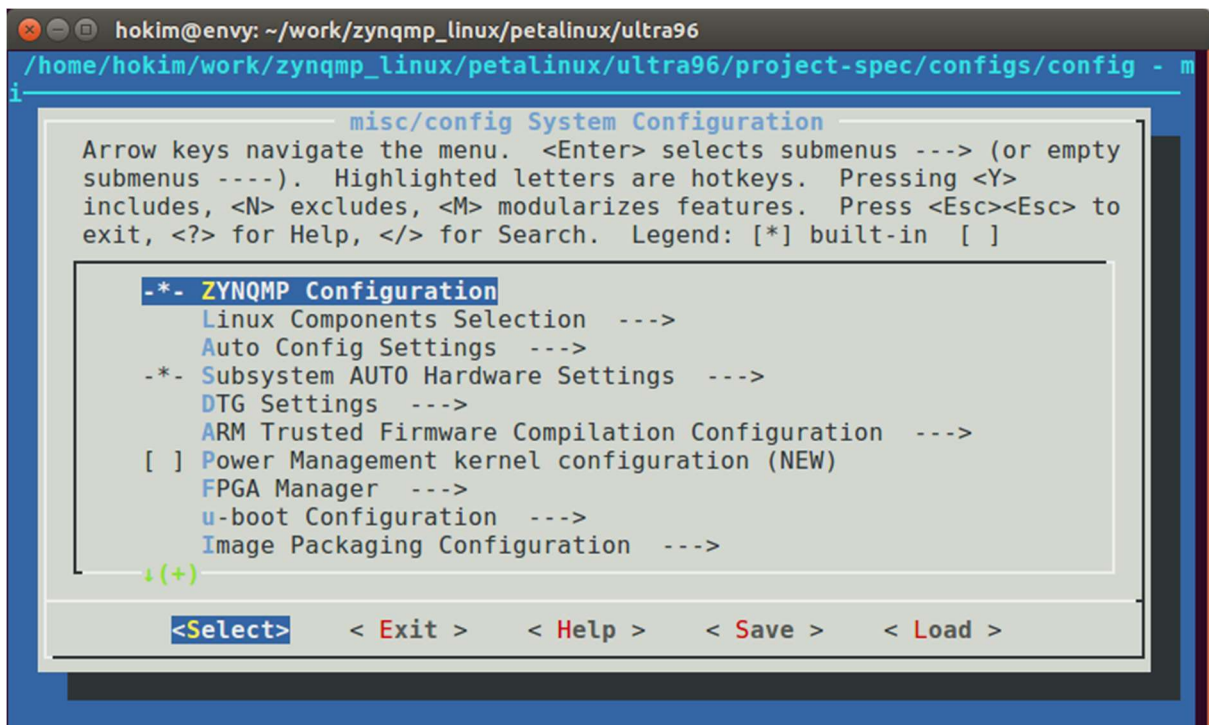 hokim@envy: ~/work/zynqmp_linux/petalinux/ultra96
/home/hokim/work/zynqmp_linux/petalinux/ultra96/project-spec/configs/config - m
i
misc/config System Configuration
Arrow keys navigate the menu.  <Enter> selects submenus ---> (or empty
submenus ----).  Highlighted letters are hotkeys.  Pressing <Y>
includes, <N> excludes, <M> modularizes features.  Press <Esc><Esc> to
exit, <?> for Help, </> for Search.  Legend: [*] built-in  [ ]
-*- ZYNQMP Configuration
Linux Components Selection  --->
Auto Config Settings  --->
-*- Subsystem AUTO Hardware Settings  --->
DTG Settings  --->
ARM Trusted Firmware Compilation Configuration  --->
[ ] Power Management kernel configuration (NEW)
FPGA Manager  --->
u-boot Configuration  --->
Image Packaging Configuration  --->
↓(+)
<Select>    < Exit >    < Help >    < Save >    < Load >